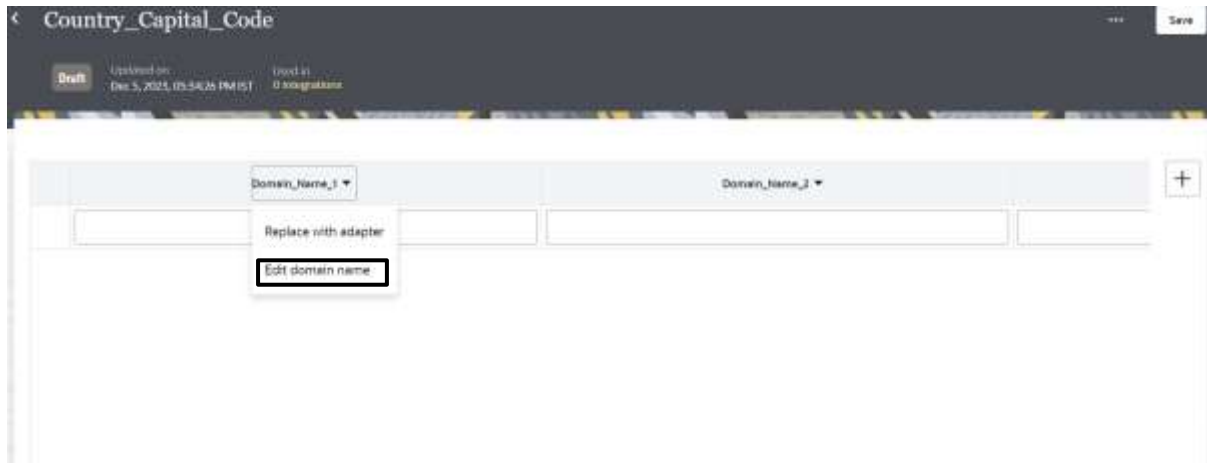 Country_Capital_Code
Save
Draft
Updated on
Used in
Dec 5, 2023, 05:54:26 PM IST
0 Integrations
Domain_Name_1
Domain_Name_2
Replace with adapter
Edit domain name